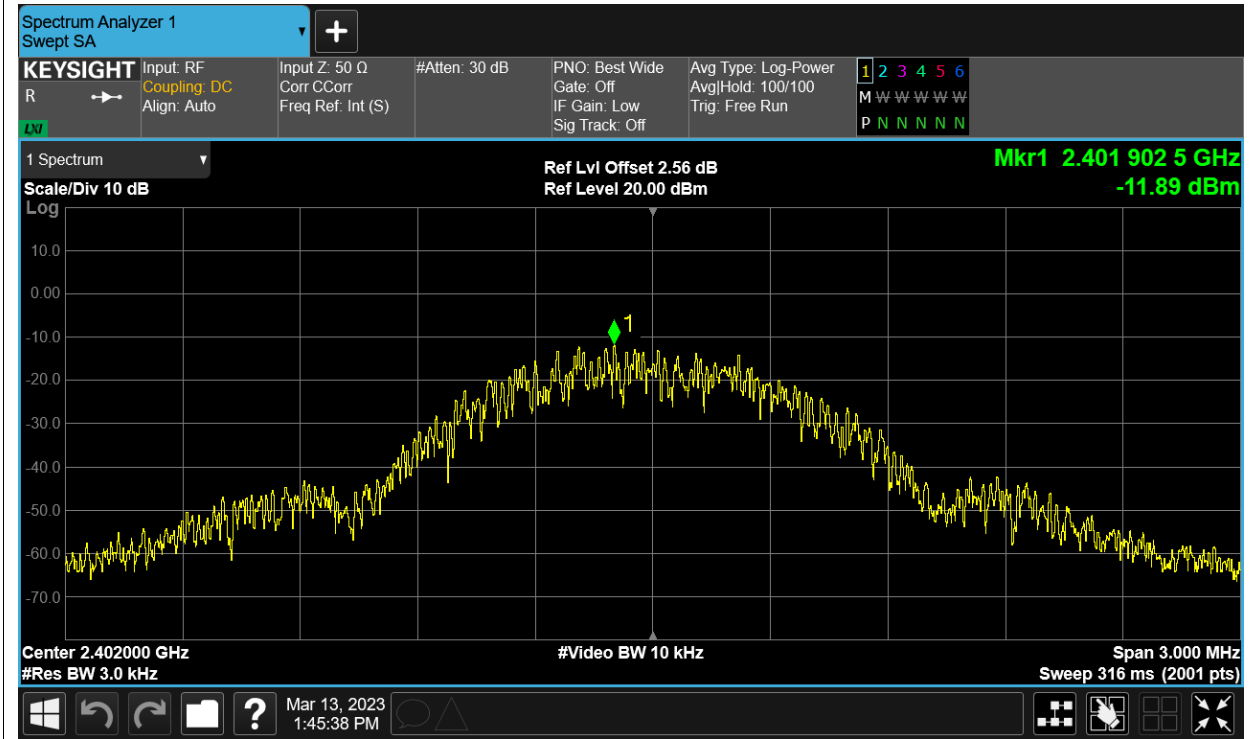 Spectrum Analyzer 1
Swept SA
+
KEYSIGHT
R
LXI
Input: RF
Coupling: DC
Align: Auto
Input Z: 50 Ω
Corr CCorr
Freq Ref: Int (S)
#Atten: 30 dB
PNO: Best Wide
Gate: Off
IF Gain: Low
Sig Track: Off
Avg Type: Log-Power
Avg|Hold: 100/100
Trig: Free Run
1 2 3 4 5 6
M W W W W W W
P N N N N N N
1 Spectrum
Scale/Div 10 dB
Log
Ref Lvl Offset 2.56 dB
Ref Level 20.00 dBm
Mkr1 2.401 902 5 GHz
-11.89 dBm
10.0
0.00
-10.0
-20.0
-30.0
-40.0
-50.0
-60.0
-70.0
1
Center 2.402000 GHz
#Res BW 3.0 kHz
#Video BW 10 kHz
Span 3.000 MHz
Sweep 316 ms (2001 pts)
?
Mar 13, 2023
1:45:38 PM